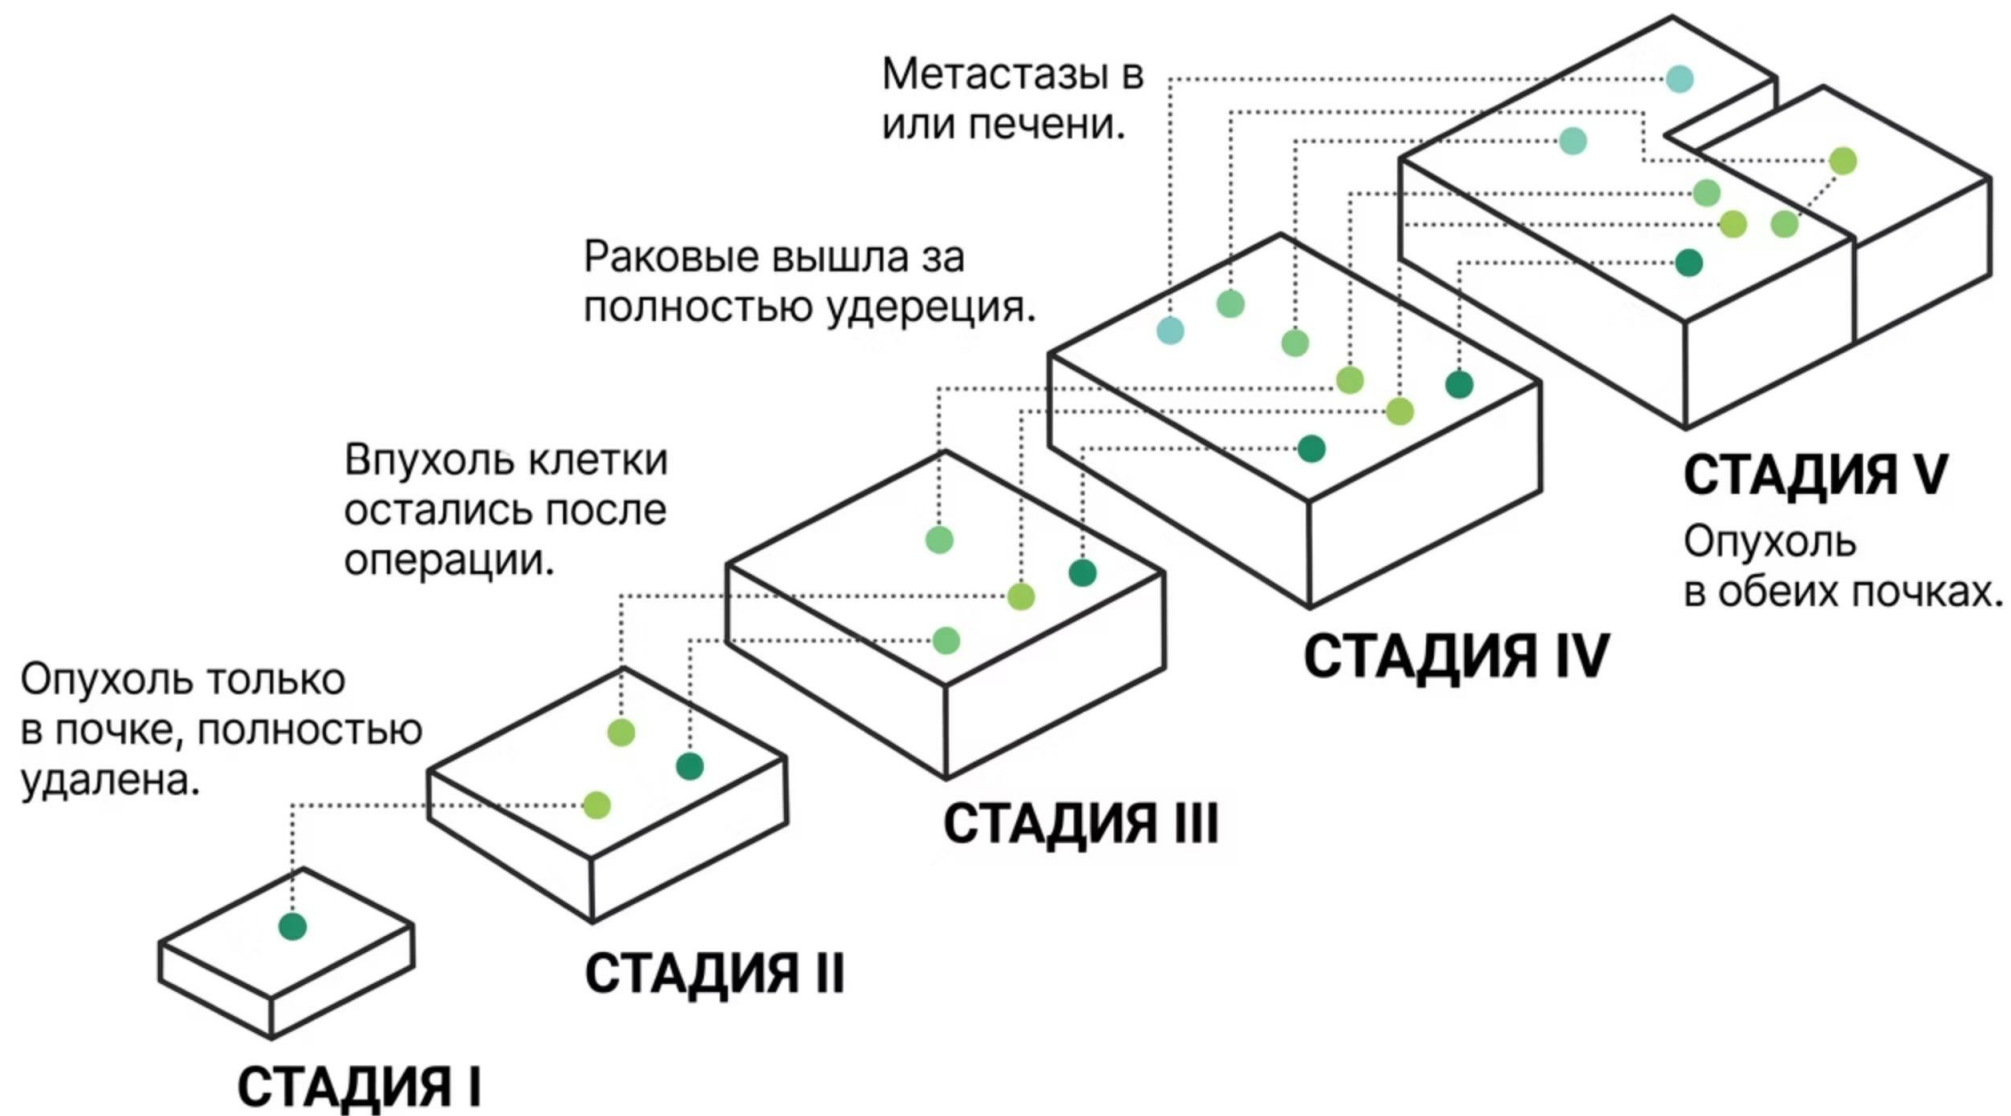 Метастазы в
или печени.
Раковые вышла за
полностью удереция.
Впухоль клетки
остались после
операции.
Опухоль только
в почке, полностью
удалена.
СТАДИЯ V
Опухоль
в обеих почках.
СТАДИЯ IV
СТАДИЯ III
СТАДИЯ II
СТАДИЯ I